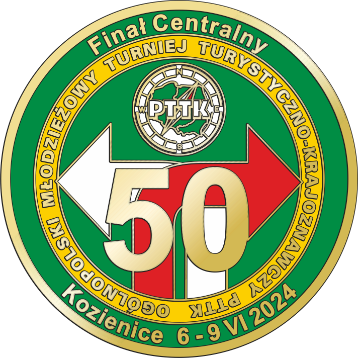 Finał Centralny
OGÓLNOPOLSKI MŁODZIEŻOWY TURNIEJ TURYSTYCZNO-KRAJOZNAWCZY PTTK
PTTK
50
Kozienice 6-9 VI 2024